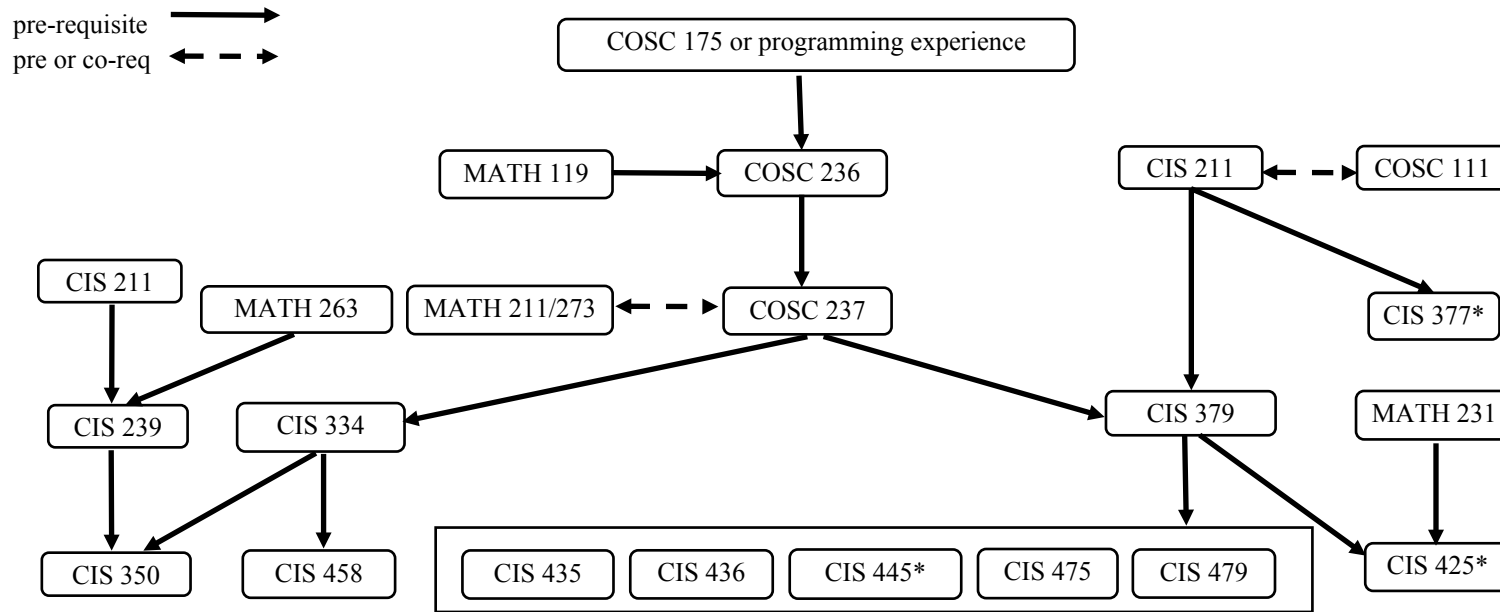 pre-requisite
pre or co-req
COSC 175 or programming experience
MATH 119
COSC 236
CIS 211
COSC 111
CIS 211
MATH 263
MATH 211/273
COSC 237
CIS 377*
CIS 239
CIS 334
CIS 379
MATH 231
CIS 350
CIS 458
CIS 435
CIS 436
CIS 445*
CIS 475
CIS 479
CIS 425*